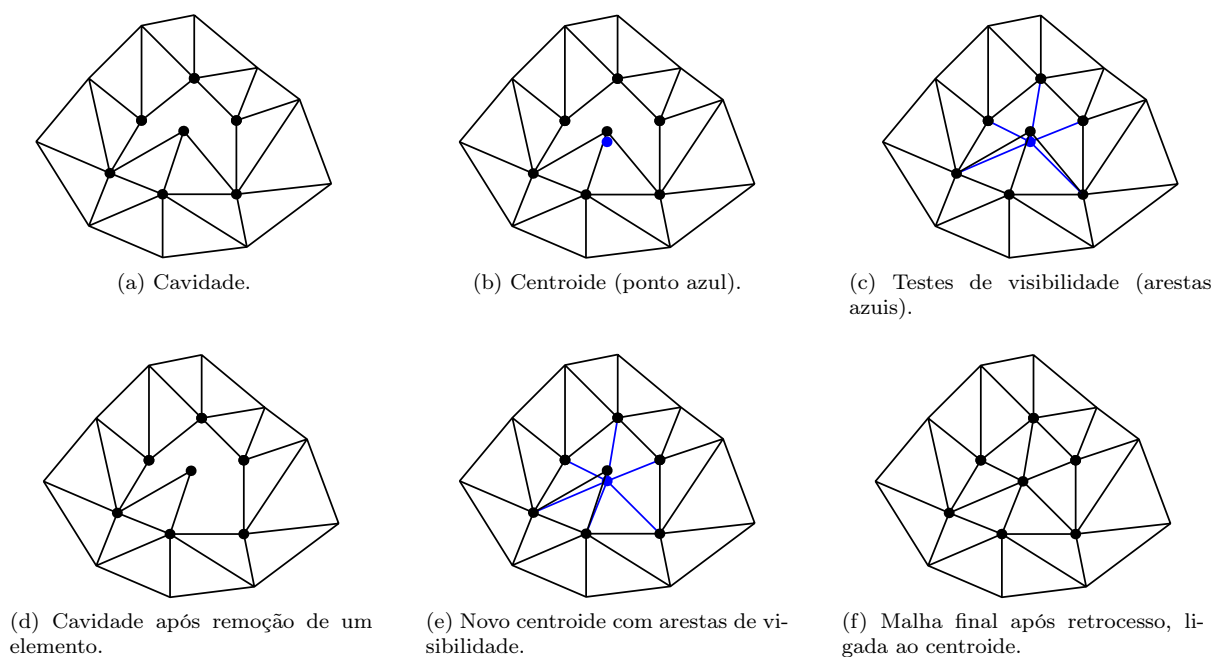 (a) Cavidade.
(b) Centroide (ponto azul).
(c) Testes de visibilidade (arestas
azuis).
(d) Cavidade após remoção de um
elemento.
(e) Novo centroide com arestas de vi-
sibilidade.
(f) Malha final após retrocesso, li-
gada ao centroide.